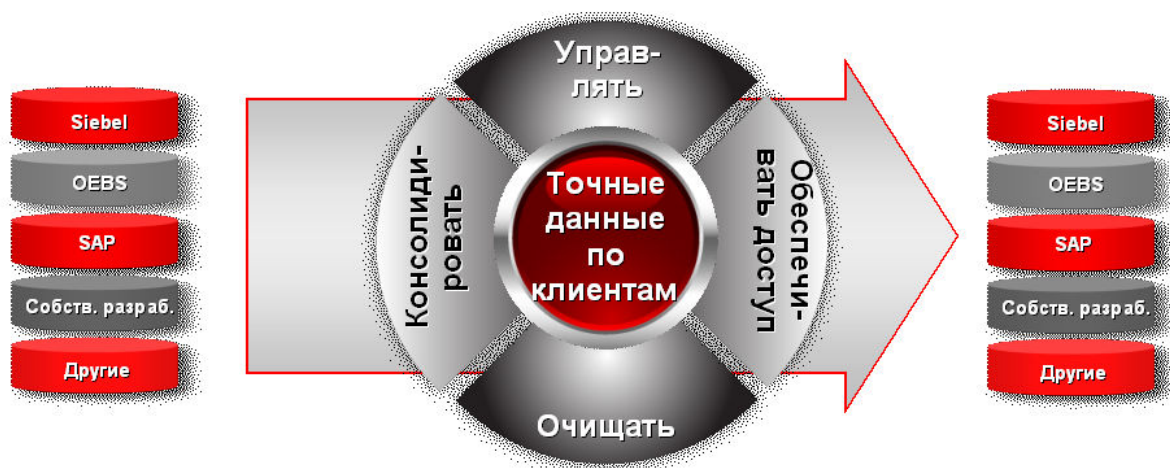 Siebel
OEBS
SAP
Собств. разраб.
Другие
Управ-
лять
Консолиди-
ровать
Точные
данные
по
клиентам
Обеспечи-
вать доступ
Очищать
Siebel
OEBS
SAP
Собств. разраб.
Другие